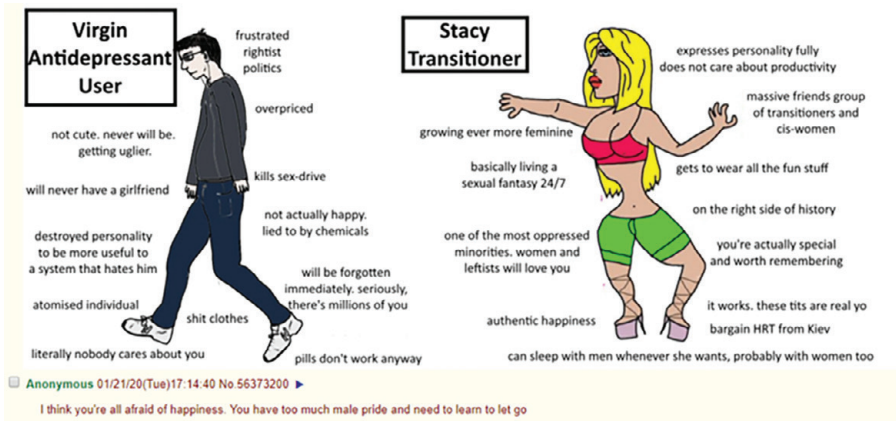 Virgin
Antidepressant
User
frustrated
rightist
politics
overpriced
not cute. never will be.
getting uglier.
kills sex-drive
will never have a girlfriend
not actually happy.
lied to by chemicals
destroyed personality
to be more useful to
a system that hates him
will be forgotten
immediately. seriously,
there's millions of you
atomised individual
shit clothes
literally nobody cares about you
pills don't work anyway
Stacy
Transitioner
expresses personality fully
does not care about productivity
massive friends group
of transitioners and
cis-women
growing ever more feminine
basically living a
sexual fantasy 24/7
gets to wear all the fun stuff
on the right side of history
one of the most oppressed
minorities. women and
leftists will love you
you're actually special
and worth remembering
it works. these tits are real yo
authentic happiness
bargain HRT from Kiev
can sleep with men whenever she wants, probably with women too
Anonymous 01/21/20(Tue)17:14:40 No.56373200 ▶
I think you're all afraid of happiness. You have too much male pride and need to learn to let go